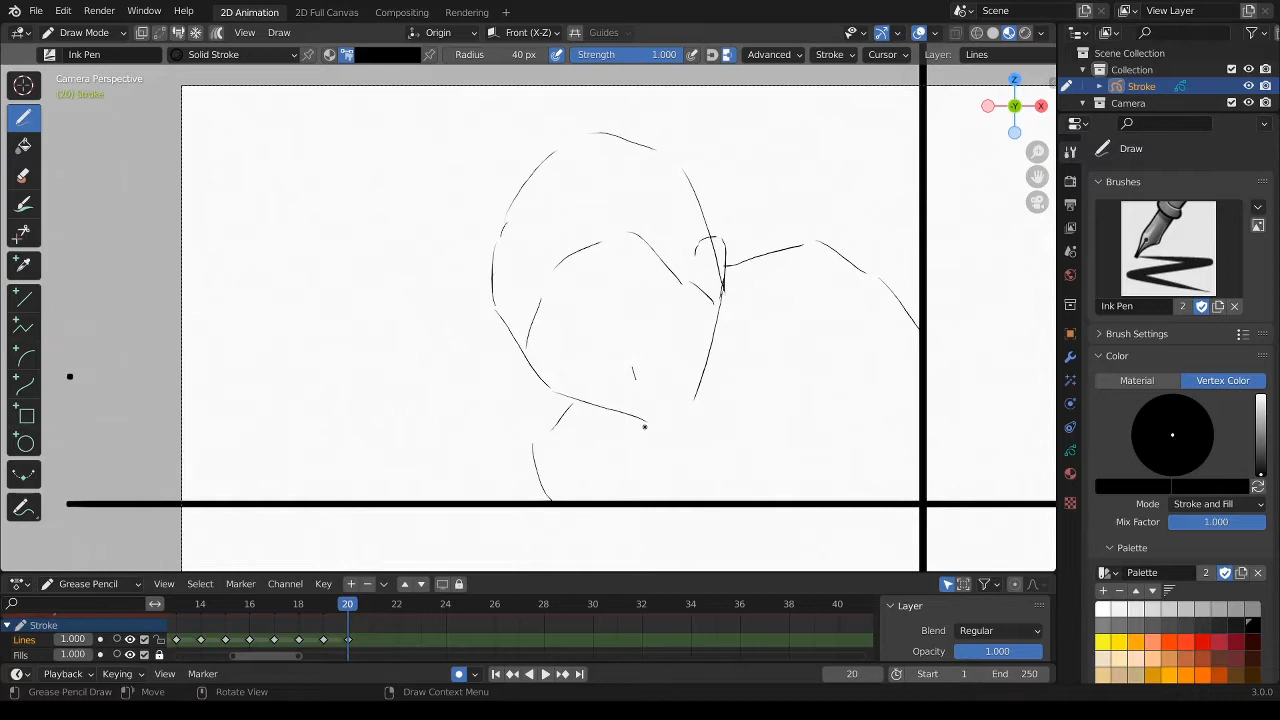 File Edit Render Window Help 2D Animation 2D Full Canvas Compositing Rendering + Scene View Layer
Draw Mode View Draw Origin Front (X-Z) Guides
Ink Pen Solid Stroke Radius 40 px Strength 1.000 Advanced Stroke Cursor Layer: Lines
Camera Perspective
(20) Stroke
Z
-Y
X
Scene Collection
Collection
Stroke
Camera
Draw
Brushes
Ink Pen 2
Brush Settings
Color
Material Vertex Color
Mode Stroke and Fill
Mix Factor 1.000
Palette
Palette 2
Grease Pencil View Select Marker Channel Key
14 16 18 20 22 24 26 28 30 32 34 36 38 40
Stroke
Lines 1.000
Fills 1.000
Layer
Blend Regular
Opacity 1.000
Playback Keying View Marker 20 Start 1 End 250
Grease Pencil Draw Move Rotate View Draw Context Menu 3.0.0